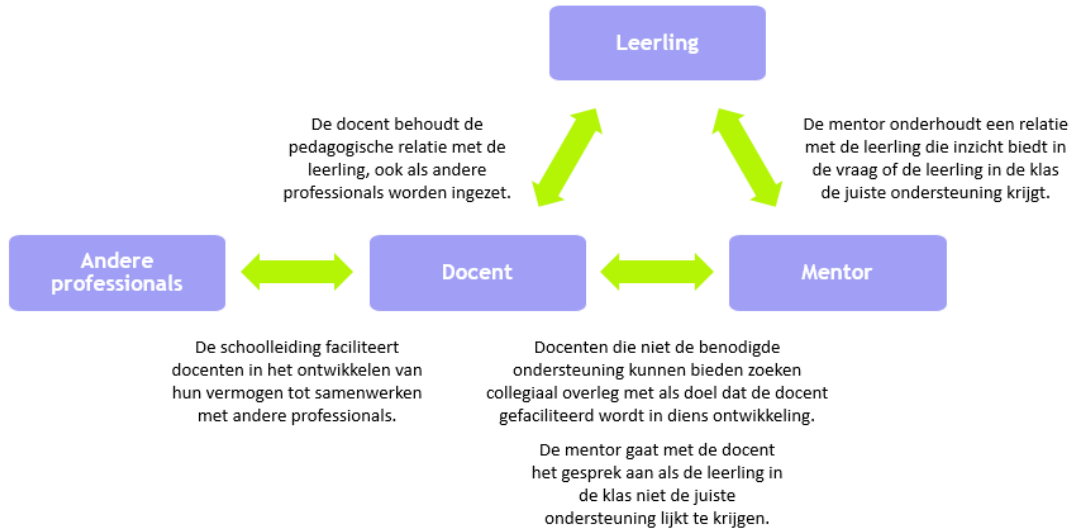 Leerling
De docent behoudt de
pedagogische relatie met de
leerling, ook als andere
professionals worden ingezet.
De mentor onderhoudt een relatie
met de leerling die inzicht biedt in
de vraag of de leerling in de klas
de juiste ondersteuning krijgt.
Andere
professionals
Docent
Mentor
De schoolleiding faciliteert
docenten in het ontwikkelen van
hun vermogen tot samenwerken
met andere professionals.
Docenten die niet de benodigde
ondersteuning kunnen bieden zoeken
collegiaal overleg met als doel dat de docent
gefaciliteerd wordt in diens ontwikkeling.
De mentor gaat met de docent
het gesprek aan als de leerling in
de klas niet de juiste
ondersteuning lijkt te krijgen.